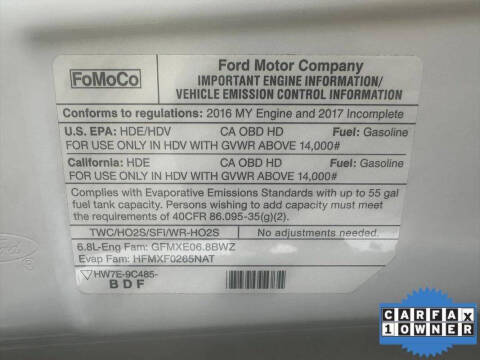 FoMoCo
Ford Motor Company
IMPORTANT ENGINE INFORMATION/
VEHICLE EMISSION CONTROL INFORMATION
Conforms to regulations: 2016 MY Engine and 2017 Incomplete
U.S. EPA: HDE/HDV CA OBD HD Fuel: Gasoline
FOR USE ONLY IN HDV WITH GVWR ABOVE 14,000#
California: HDE CA OBD HD Fuel: Gasoline
FOR USE ONLY IN HDV WITH GVWR ABOVE 14,000#
Complies with Evaporative Emissions Standards with up to 55 gal
fuel tank capacity. Persons wishing to add capacity must meet
the requirements of 40CFR 86.095-35(g)(2).
TWC/HO2S/SFI/WR-HO2S No adjustments needed.
6.8L-Eng Fam: GFMXE06.8BWZ
Evap Fam: HFMXF0265NAT
HW7E-9C485-
BDF
Ford
CARFAX
1 OWNER